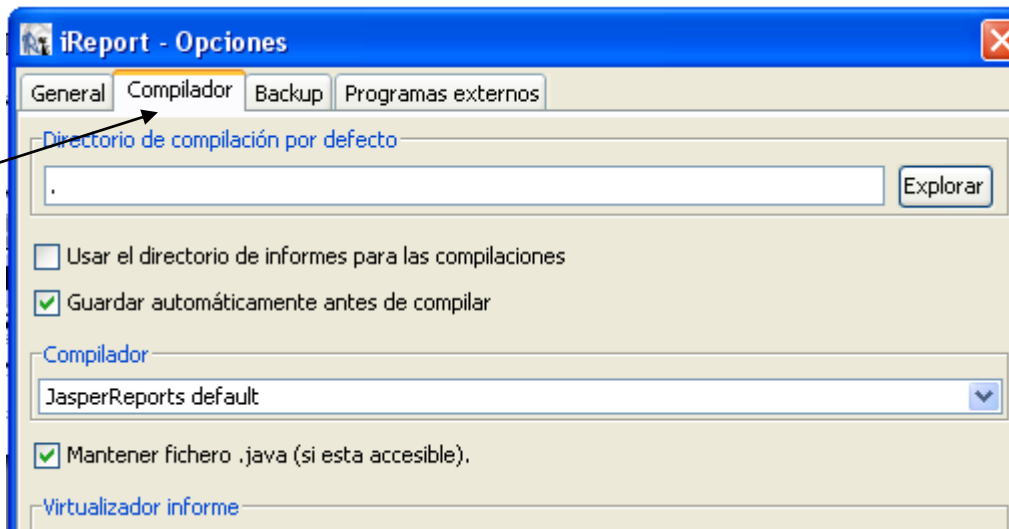 iReport - Opciones
General Compilador Backup Programas externos
Directorio de compilación por defecto
. Explorar
Usar el directorio de informes para las compilaciones
Guardar automáticamente antes de compilar
Compilador
JasperReports default
Mantener fichero .java (si esta accesible).
Virtualizador informe